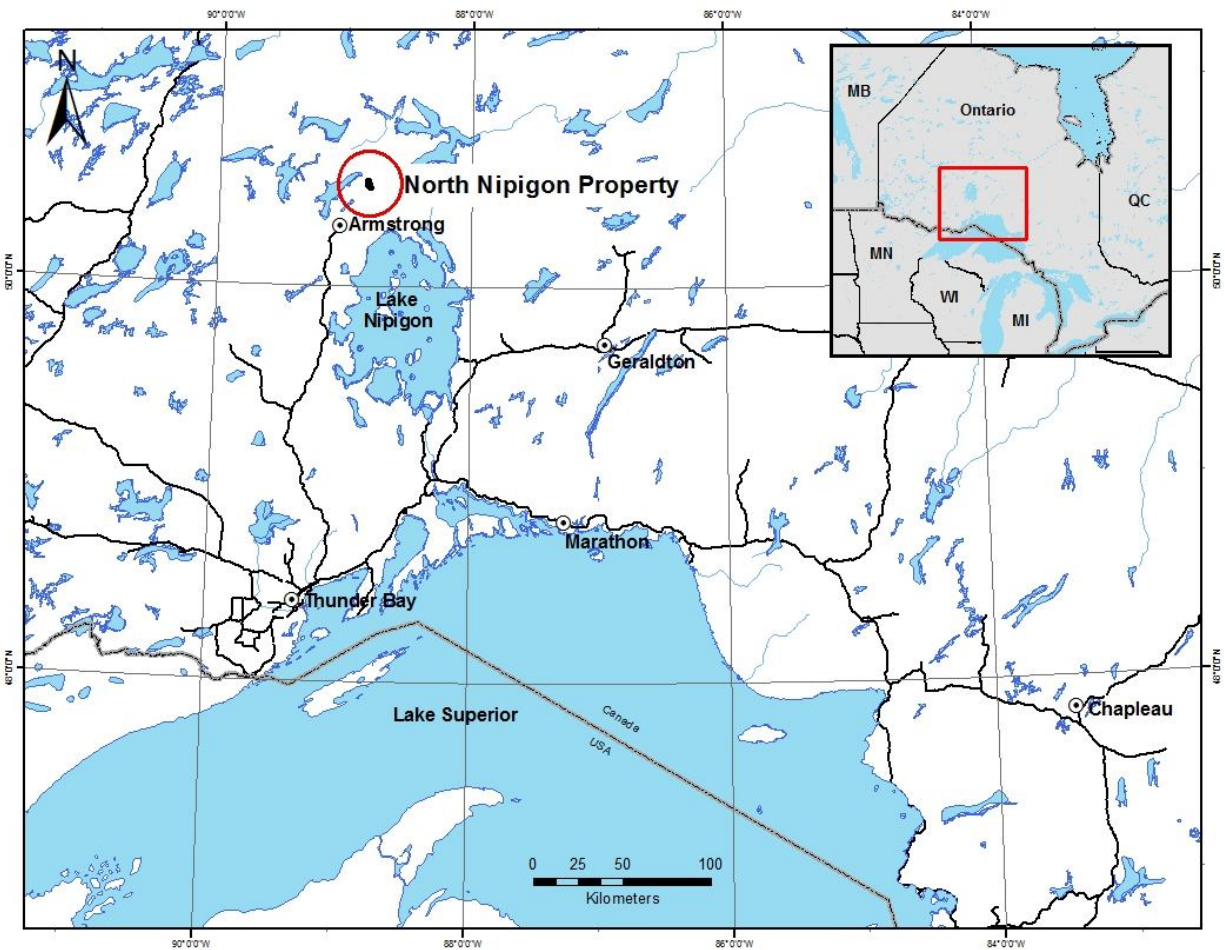 90°0'0"W
88°0'0"W
86°0'0"W
84°0'0"W
N
MB
Ontario
QC
MN
WI
MI
North Nipigon Property
Armstrong
50°0'0"N
50°0'0"N
Lake
Nipigon
Geraldton
Marathon
Thunder Bay
48°0'0"N
48°0'0"N
Lake Superior
Canada
USA
Chapleau
0 25 50 100
Kilometers
90°0'0"W
88°0'0"W
86°0'0"W
84°0'0"W